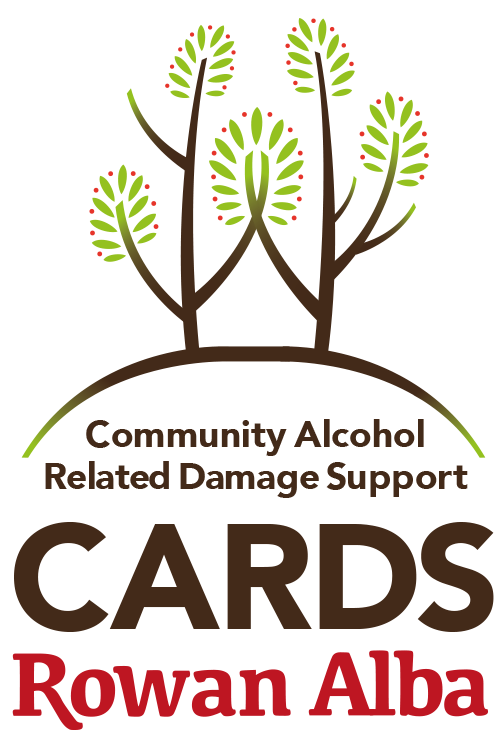 Community Alcohol
Related Damage Support
CARDS
Rowan Alba